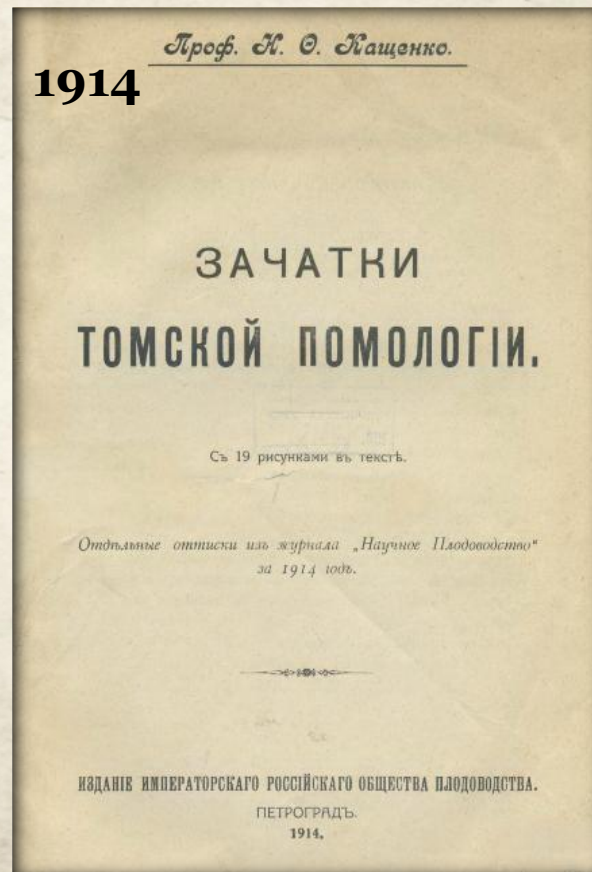 Проф. Н. Ѳ. Кащенко.
1914
ЗАЧАТКИ
ТОМСКОЙ ПОМОЛОГІИ.
Съ 19 рисунками въ текстѣ.
Отдѣльные оттиски изъ журнала „Научное Плодоводство“
за 1914 годъ.
ИЗДАНІЕ ИМПЕРАТОРСКАГО РОССІЙСКАГО ОБЩЕСТВА ПЛОДОВОДСТВА.
ПЕТРОГРАДЪ.
1914.